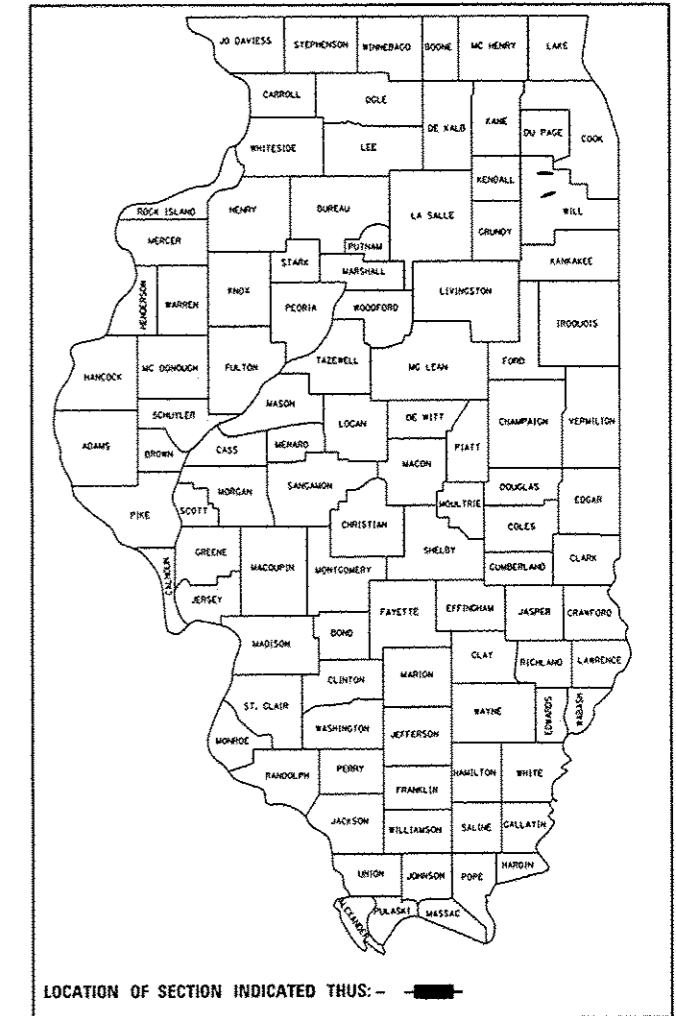 JO DAVIESS STEPHENSON WINNEBAGO BOONE MC HENRY LAKE
CARROLL OGLE DE KALB KANE DU PAGE COOK
WHITESIDE LEE
KENDALL
ROCK ISLAND HENRY BUREAU LA SALLE GRUNDY WILL
MERCER PUTNAM KANKAKEE
STARK MARSHALL
HENDERSON WARREN KNOX PEORIA WOODFORD LIVINGSTON IROQUOIS
HANCOCK MC DONOUGH FULTON TAZEWELL MC LEAN FORD
MASON
SCHUYLER LOGAN DE WITT CHAMPAIGN VERMILION
ADAMS BROWN CASS MENARD PIATT
MACON
MORGAN SANGAMON DOUGLAS EDGAR
PIKE SCOTT CHRISTIAN MOULTRIE
COLES
GREENE MACOUPIN MONTGOMERY SHELBY CUMBERLAND CLARK
CALHOUN
JERSEY FAYETTE EFFINGHAM JASPER CRAWFORD
MADISON BOND
CLAY RICHLAND LAWRENCE
CLINTON MARION
ST. CLAIR WAYNE EDWARDS WABASH
WASHINGTON JEFFERSON
MONROE
RANDOLPH PERRY HAMILTON WHITE
FRANKLIN
JACKSON WILLIAMSON SALINE GALLATIN
UNION JOHNSON POPE HARDIN
ALEXANDER PULASKI MASSAC
LOCATION OF SECTION INDICATED THUS: -